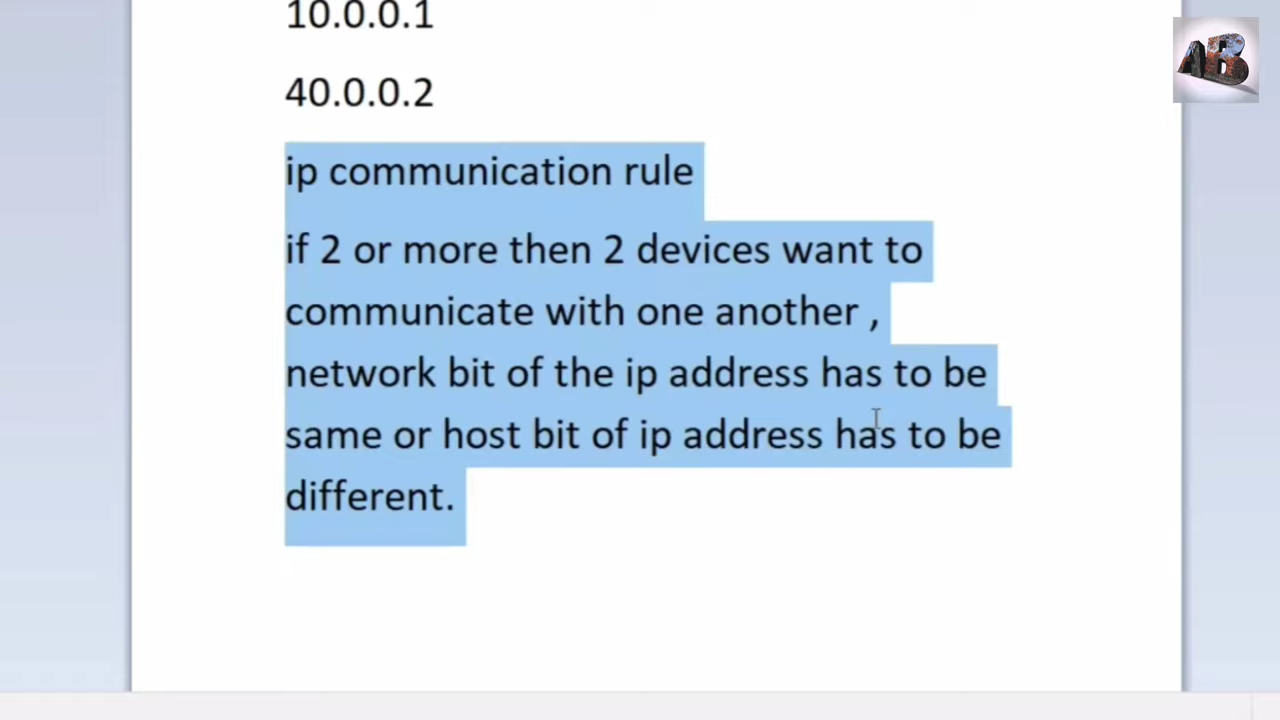 10.0.0.1
40.0.0.2
ip communication rule
if 2 or more then 2 devices want to
communicate with one another ,
network bit of the ip address has to be
same or host bit of ip address has to be
different.
AB